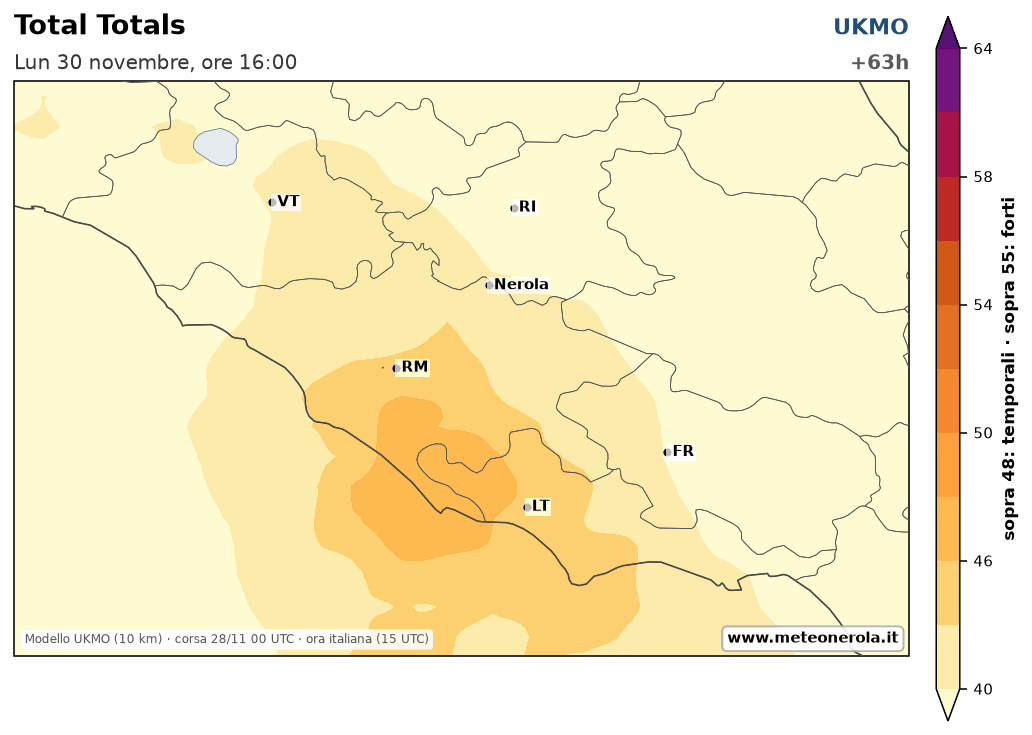 Total Totals
UKMO
Lun 30 novembre, ore 16:00
+63h
64
58
54
50
46
40
sopra 48: temporali · sopra 55: forti
VT
RI
Nerola
RM
FR
LT
Modello UKMO (10 km) · corsa 28/11 00 UTC · ora italiana (15 UTC)
www.meteonerola.it